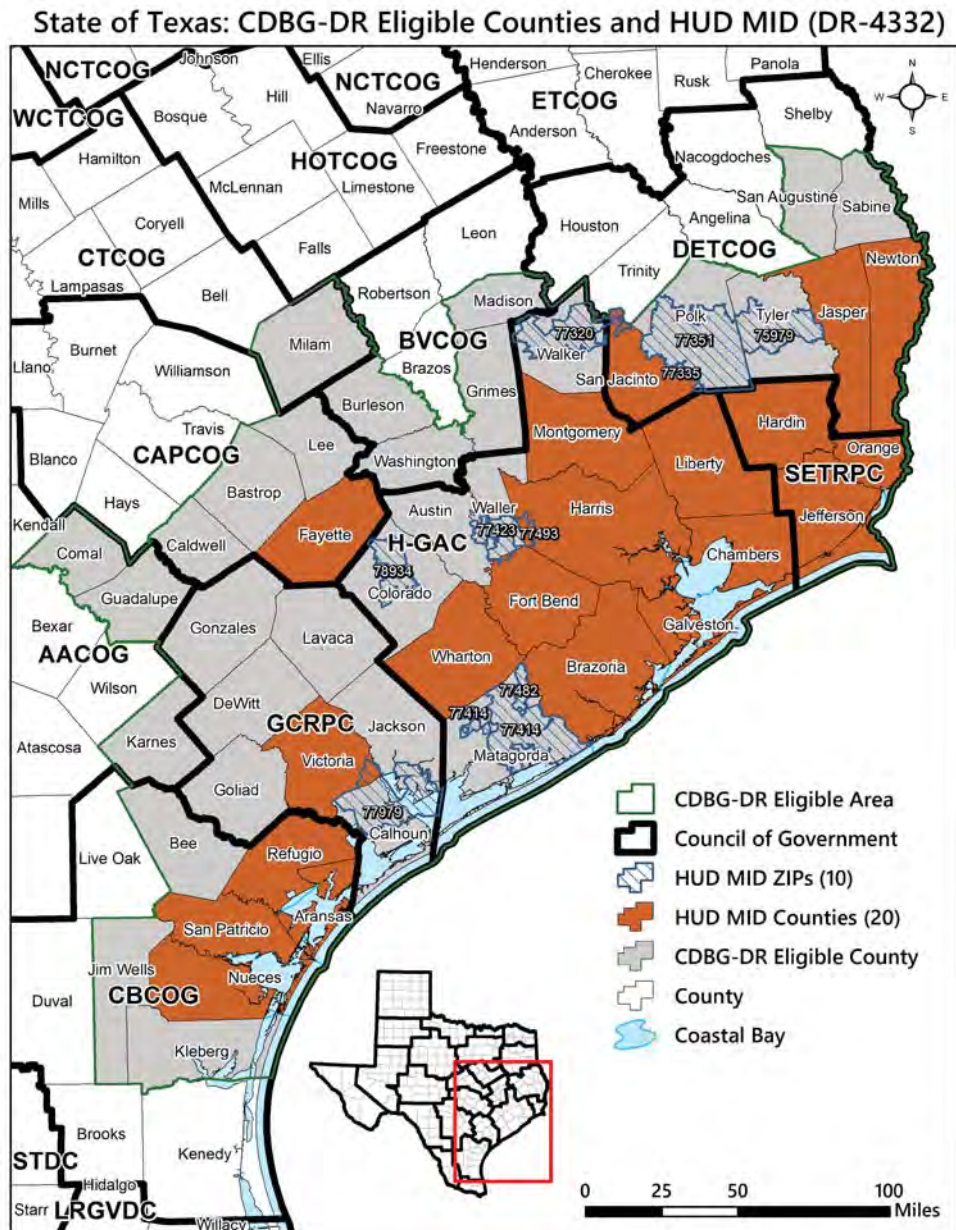 State of Texas: CDBG-DR Eligible Counties and HUD MID (DR-4332)
NCTCOG
Johnson
Ellis
NCTCOG
Henderson
Cherokee
Rusk
Panola
N
W
E
S
WCTCOG
Bosque
Hill
Navarro
ETCOG
Anderson
Shelby
Hamilton
HOTCOG
Freestone
Nacogdoches
McLennan
Limestone
San Augustine
Mills
Sabine
Coryell
Leon
Houston
Angelina
CTCOG
Falls
DETCOG
Newton
Lampasas
Bell
Robertson
Trinity
Madison
Polk
Tyler
Jasper
Burnet
Milam
BVCOG
77320
77351
75979
Llano
Williamson
Brazos
Walker
77335
Grimes
San Jacinto
Burleson
Travis
Lee
Montgomery
Hardin
Blanco
CAPCOG
Washington
Liberty
Orange
Bastrop
SETRPC
Hays
Austin
Waller
Harris
Jefferson
Kendall
Fayette
77423
77493
Comal
Caldwell
H-GAC
Chambers
78934
Colorado
Guadalupe
Fort Bend
Bexar
Gonzales
Lavaca
Galveston
AACOG
Wharton
Brazoria
Wilson
77482
DeWitt
77414
GCRPC
Jackson
77414
Atascosa
Karnes
Victoria
Matagorda
Goliad
77979
Calhoun
Bee
Live Oak
Refugio
Aransas
San Patricio
Jim Wells
Nueces
Duval
CBCOG
Kleberg
Brooks
Kenedy
STDC
Hidalgo
Starr
LRGVDC
Willacy
CDBG-DR Eligible Area
Council of Government
HUD MID ZIPs (10)
HUD MID Counties (20)
CDBG-DR Eligible County
County
Coastal Bay
0 25 50 100
Miles